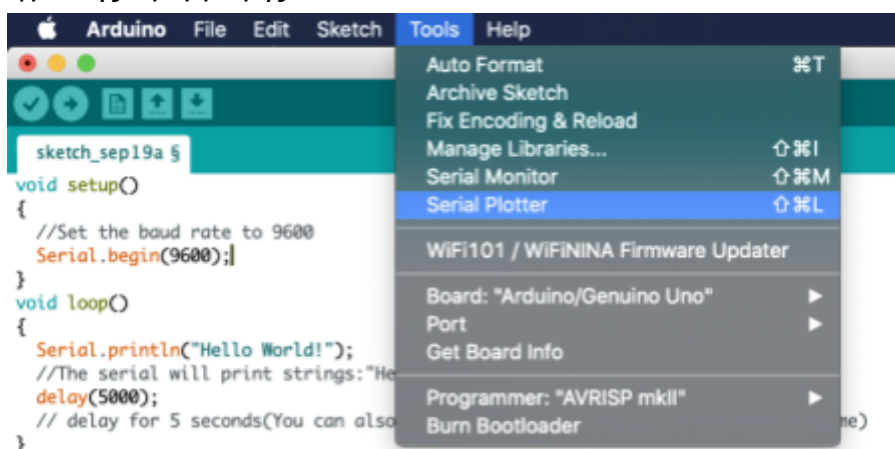 Arduino File Edit Sketch Tools Help
Auto Format ⌘T
Archive Sketch
Fix Encoding & Reload
Manage Libraries... ⇧⌘I
Serial Monitor ⇧⌘M
Serial Plotter ⇧⌘L
WiFi101 / WiFiNINA Firmware Updater
Board: "Arduino/Genuino Uno"
Port
Get Board Info
Programmer: "AVRISP mkII"
Burn Bootloader
sketch_sep19a §
void setup()
{
//Set the baud rate to 9600
Serial.begin(9600);
}
void loop()
{
Serial.println("Hello World!");
//The serial will print strings:"He
delay(5000);
// delay for 5 seconds(You can also me)
}